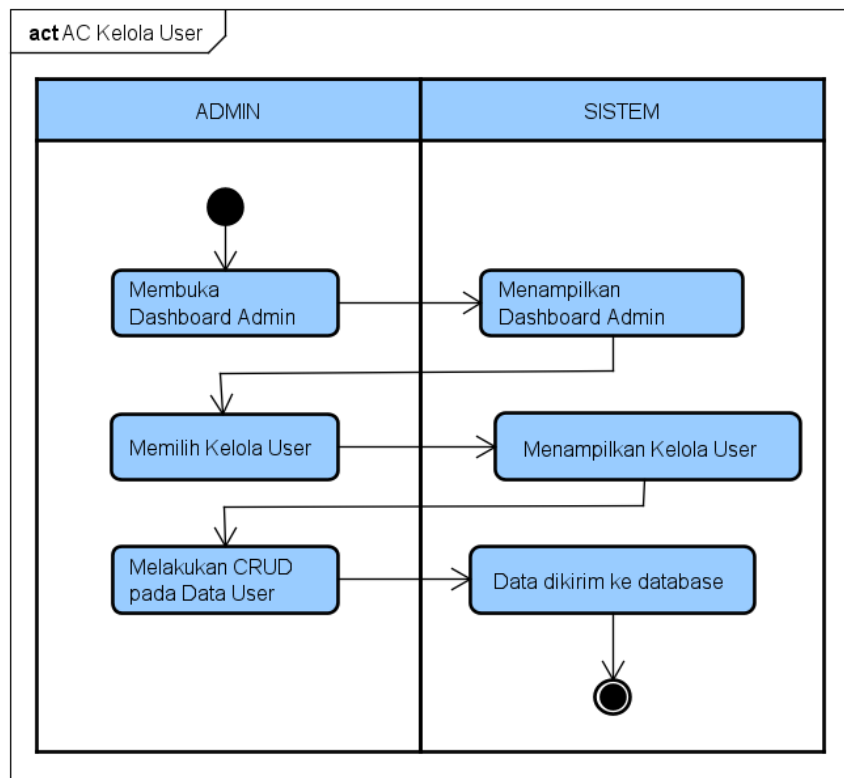 act AC Kelola User
ADMIN
SISTEM
Membuka
Dashboard Admin
Menampilkan
Dashboard Admin
Memilih Kelola User
Menampilkan Kelola User
Melakukan CRUD
pada Data User
Data dikirim ke database